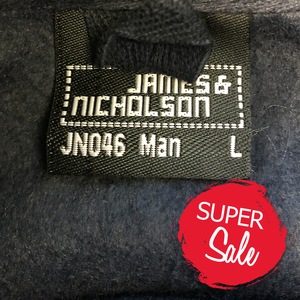 JAMES &
NICHOLSON
JN046 Man L
SUPER
Sale